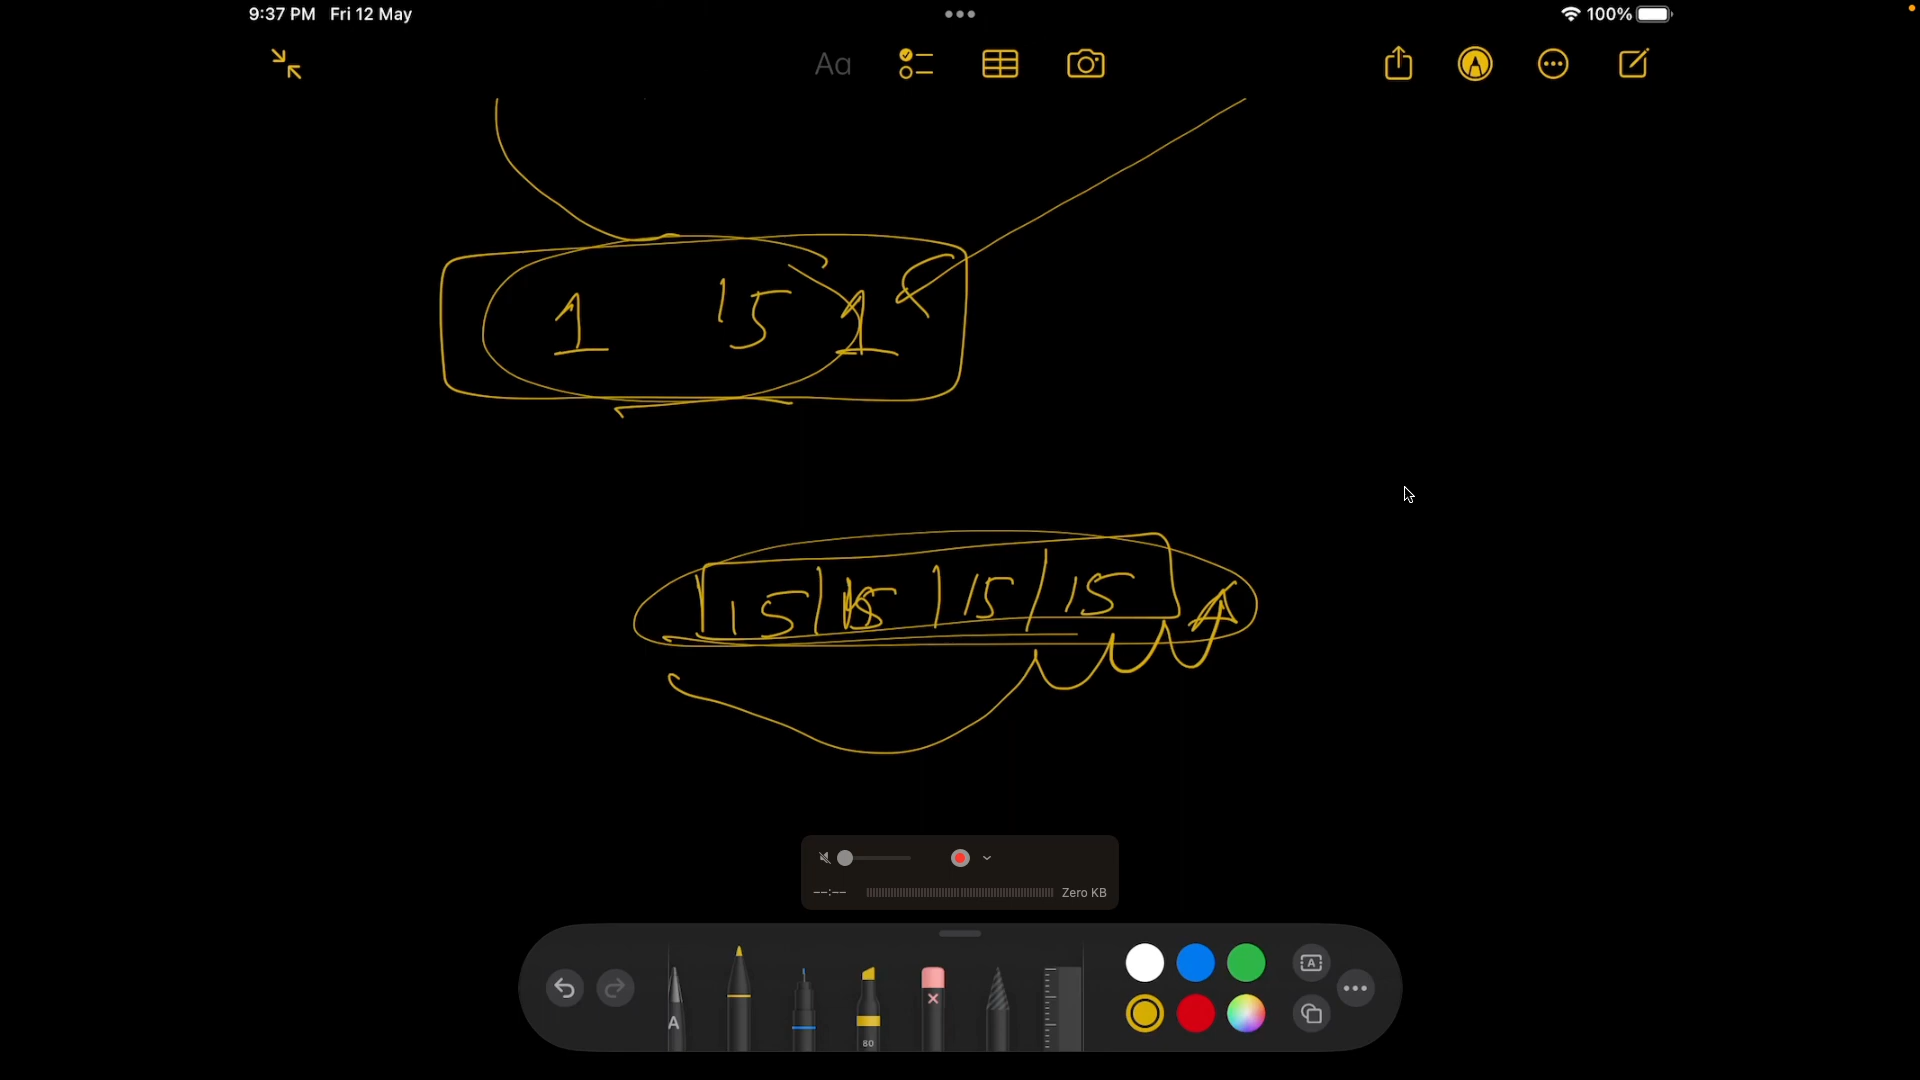 9:37 PM Fri 12 May
100%
Aa
1 15 1
15 | 15 | 15 | 15
--:-- Zero KB
A
80
A